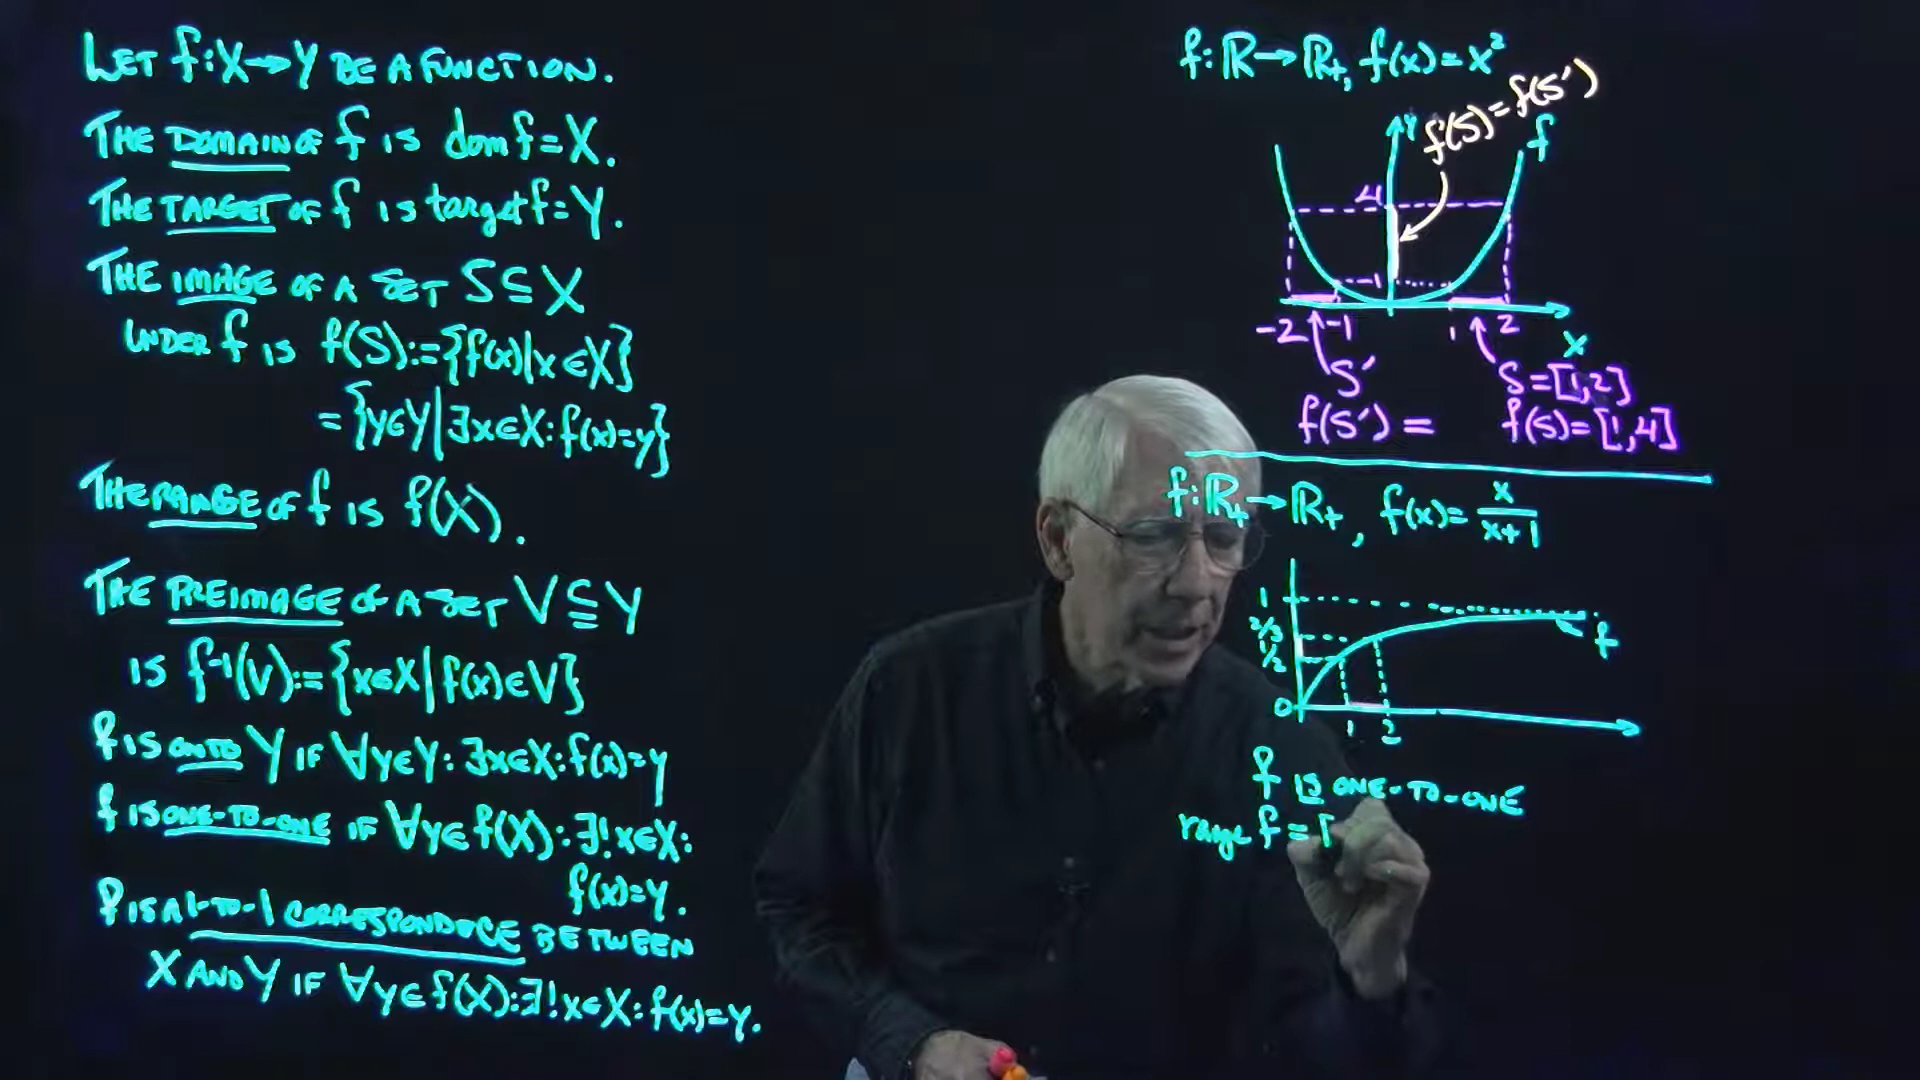 LET f:X→Y BE A FUNCTION.
THE DOMAIN OF f IS dom f=X.
THE TARGET OF f IS target f=Y.
THE IMAGE OF A SET S⊆X
UNDER f IS f(S):={f(x)|x∈X}
={y∈Y|∃x∈X:f(x)=y}
THE RANGE OF f IS f(X).
THE PREIMAGE OF A SET V⊆Y
IS f⁻¹(V):={x∈X|f(x)∈V}
f IS ONTO Y IF ∀y∈Y:∃x∈X:f(x)=y
f IS ONE-TO-ONE IF ∀y∈f(X):∃!x∈X:
f(x)=y.
f IS A 1-TO-1 CORRESPONDECE BETWEEN
X AND Y IF ∀y∈f(X):∃!x∈X:f(x)=y.
f:ℝ→ℝ₊, f(x)=x²
f(S)=f(S')
y
f
4
1
-2 -1 1 2
x
S'
S=[1,2]
f(S')= f(S)=[1,4]
f:ℝ₊→ℝ₊, f(x)=x/(x+1)
1
2/3
1/2
f
0
1 2
f IS ONE-TO-ONE
range f=[